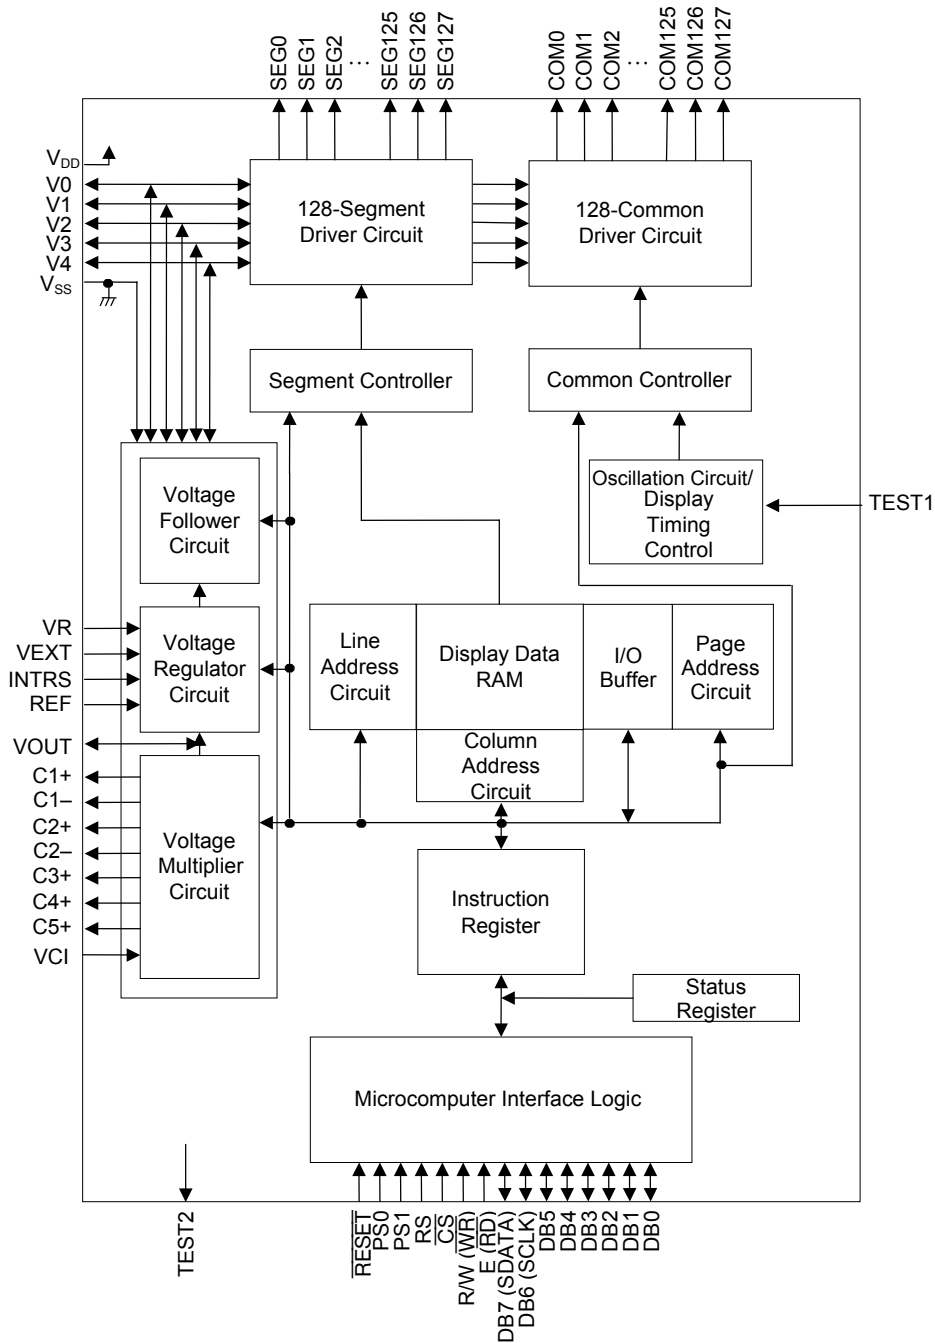 SEG0
SEG1
SEG2
...
SEG125
SEG126
SEG127
COM0
COM1
COM2
...
COM125
COM126
COM127
VDD
V0
V1
V2
V3
V4
VSS
128-Segment
Driver Circuit
128-Common
Driver Circuit
Segment Controller
Common Controller
Voltage
Follower
Circuit
Oscillation Circuit/
Display
Timing
Control
TEST1
VR
VEXT
INTRS
REF
Voltage
Regulator
Circuit
Line
Address
Circuit
Display Data
RAM
I/O
Buffer
Page
Address
Circuit
Column
Address
Circuit
VOUT
C1+
C1–
C2+
C2–
C3+
C4+
C5+
VCI
Voltage
Multiplier
Circuit
Instruction
Register
Status
Register
Microcomputer Interface Logic
TEST2
RESET
PS0
PS1
RS
CS
R/W (WR)
E (RD)
DB7 (SDATA)
DB6 (SCLK)
DB5
DB4
DB3
DB2
DB1
DB0